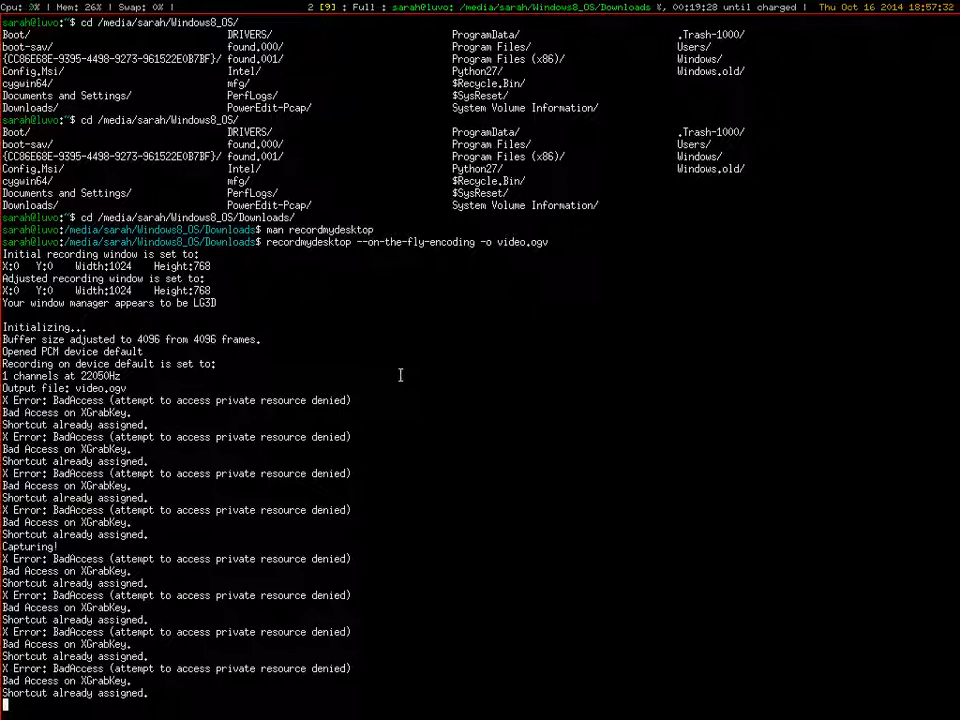 Cpu: % | Mem: 26% | Swap: % 2 [9] : Full : sarah@luvo: /media/sarah/Windows8_OS/Downloads %, 00:19:28 until charged | Thu Oct 16 2014 18:57:32
sarah@luvo:~$ cd /media/sarah/Windows8_OS/
Boot/ DRIVERS/ ProgramData/ .Trash-1000/
boot-sav/ found.000/ Program Files/ Users/
{CC86E68E-9395-4498-9273-961522E0B7BF}/ found.001/ Program Files (x86)/ Windows/
Config.Msi/ Intel/ Python27/ Windows.old/
cygwin64/ mfg/ $Recycle.Bin/
Documents and Settings/ PerfLogs/ $SysReset/
Downloads/ PowerEdit-Pcap/ System Volume Information/
sarah@luvo:~$ cd /media/sarah/Windows8_OS/
Boot/ DRIVERS/ ProgramData/ .Trash-1000/
boot-sav/ found.000/ Program Files/ Users/
{CC86E68E-9395-4498-9273-961522E0B7BF}/ found.001/ Program Files (x86)/ Windows/
Config.Msi/ Intel/ Python27/ Windows.old/
cygwin64/ mfg/ $Recycle.Bin/
Documents and Settings/ PerfLogs/ $SysReset/
Downloads/ PowerEdit-Pcap/ System Volume Information/
sarah@luvo:~$ cd /media/sarah/Windows8_OS/Downloads/
sarah@luvo:/media/sarah/Windows8_OS/Downloads$ man recordmydesktop
sarah@luvo:/media/sarah/Windows8_OS/Downloads$ recordmydesktop --on-the-fly-encoding -o video.ogv
Initial recording window is set to:
X:0 Y:0 Width:1024 Height:768
Adjusted recording window is set to:
X:0 Y:0 Width:1024 Height:768
Your window manager appears to be LG3D
Initializing...
Buffer size adjusted to 4096 from 4096 frames.
Opened PCM device default
Recording on device default is set to:
1 channels at 22050Hz
Output file: video.ogv
X Error: BadAccess (attempt to access private resource denied)
Bad Access on XGrabKey.
Shortcut already assigned.
X Error: BadAccess (attempt to access private resource denied)
Bad Access on XGrabKey.
Shortcut already assigned.
X Error: BadAccess (attempt to access private resource denied)
Bad Access on XGrabKey.
Shortcut already assigned.
X Error: BadAccess (attempt to access private resource denied)
Bad Access on XGrabKey.
Shortcut already assigned.
Capturing!
X Error: BadAccess (attempt to access private resource denied)
Bad Access on XGrabKey.
Shortcut already assigned.
X Error: BadAccess (attempt to access private resource denied)
Bad Access on XGrabKey.
Shortcut already assigned.
X Error: BadAccess (attempt to access private resource denied)
Bad Access on XGrabKey.
Shortcut already assigned.
X Error: BadAccess (attempt to access private resource denied)
Bad Access on XGrabKey.
Shortcut already assigned.